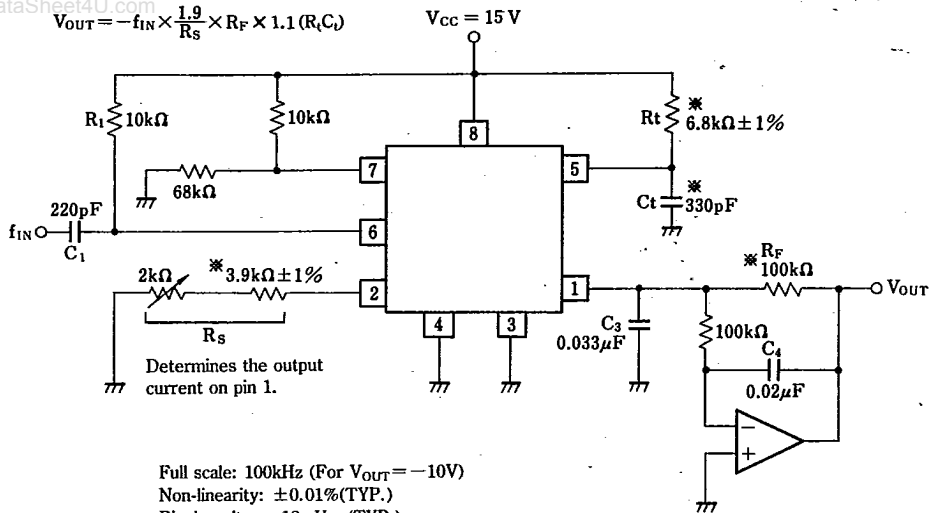 DataSheet4U.com
VOUT=−fIN×1.9/RS×RF×1.1(RtCt)
VCC=15V
R1 10kΩ
10kΩ
Rt ※ 6.8kΩ±1%
8
7
5
68kΩ
Ct ※ 330pF
220pF
fIN
C1
6
2kΩ
※3.9kΩ±1%
2
1
※ RF
100kΩ
VOUT
RS
4
3
C3
0.033μF
100kΩ
C4
0.02μF
Determines the output
current on pin 1.
−
+
Full scale: 100kHz (For VOUT=−10V)
Non-linearity: ±0.01%(TYP.)